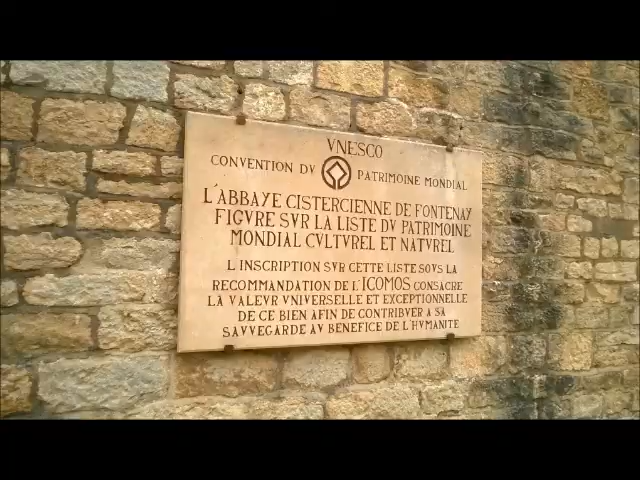 VNESCO
CONVENTION DV PATRIMOINE MONDIAL
L'ABBAYE CISTERCIENNE DE FONTENAY
FIGVRE SVR LA LISTE DV PATRIMOINE
MONDIAL CVLTVREL ET NATVREL
L INSCRIPTION SVR CETTE LISTE SOVS LA
RECOMMANDATION DE L'ICOMOS CONSACRE
LA VALEVR VNIVERSELLE ET EXCEPTIONNELLE
DE CE BIEN AFIN DE CONTRIBVER A SA
SAVVEGARDE AV BENEFICE DE L'HVMANITE